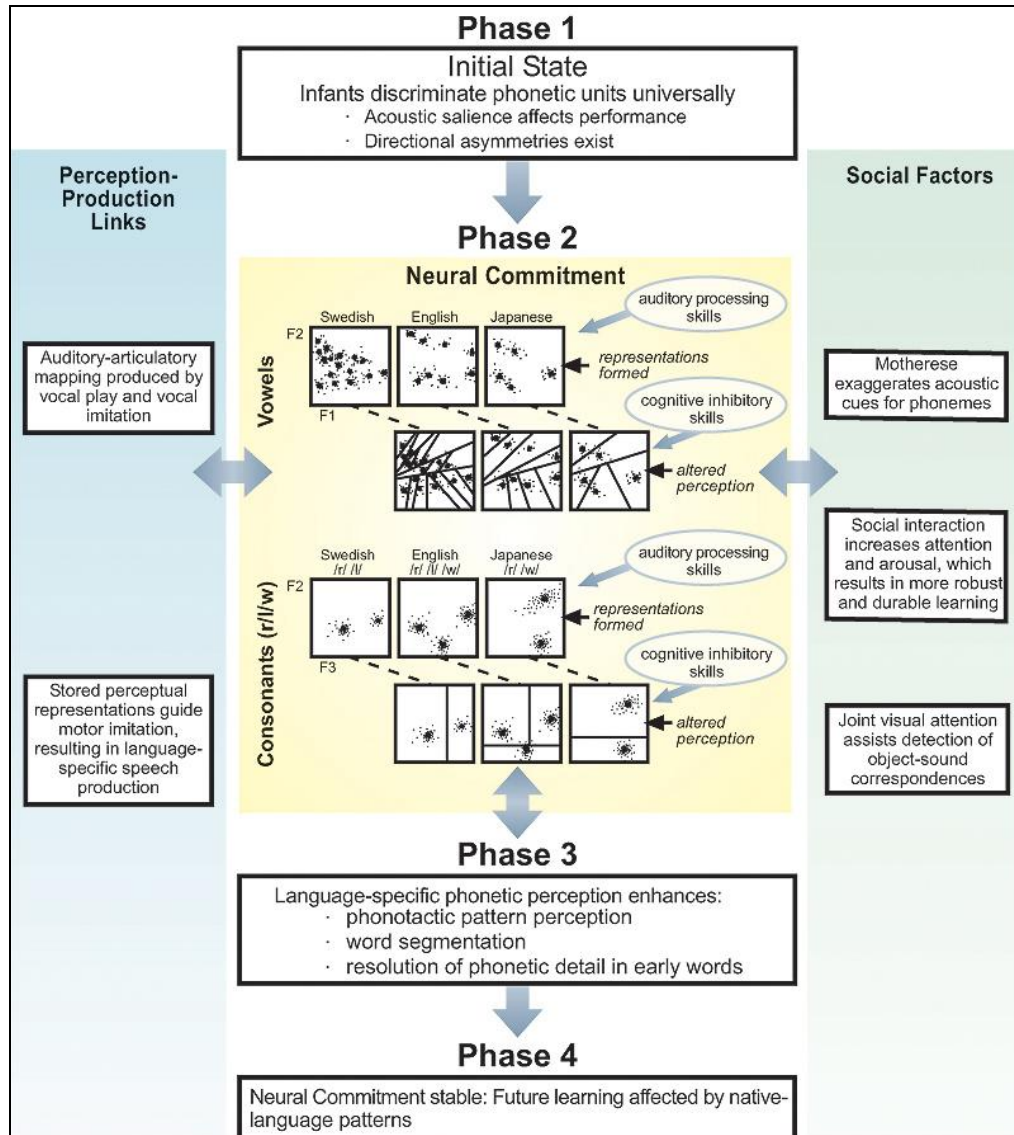 Phase 1
Initial State
Infants discriminate phonetic units universally
· Acoustic salience affects performance
· Directional asymmetries exist
Perception-
Production
Links
Auditory-articulatory
mapping produced by
vocal play and vocal
imitation
Stored perceptual
representations guide
motor imitation,
resulting in language-
specific speech
production
Phase 2
Neural Commitment
Vowels
Swedish
English
Japanese
F2
F1
auditory processing
skills
representations
formed
cognitive inhibitory
skills
altered
perception
Consonants (r/l/w)
Swedish
/r/ /l/
English
/r/ /l/ /w/
Japanese
/r/ /w/
F2
F3
auditory processing
skills
representations
formed
cognitive inhibitory
skills
altered
perception
Social Factors
Motherese
exaggerates acoustic
cues for phonemes
Social interaction
increases attention
and arousal, which
results in more robust
and durable learning
Joint visual attention
assists detection of
object-sound
correspondences
Phase 3
Language-specific phonetic perception enhances:
· phonotactic pattern perception
· word segmentation
· resolution of phonetic detail in early words
Phase 4
Neural Commitment stable: Future learning affected by native-
language patterns